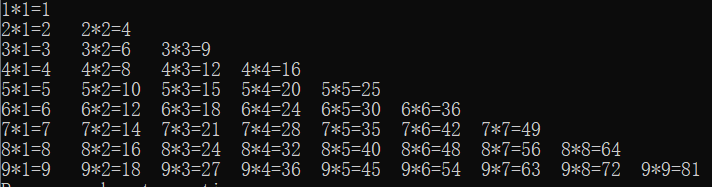 1*1=1
2*1=2 2*2=4
3*1=3 3*2=6 3*3=9
4*1=4 4*2=8 4*3=12 4*4=16
5*1=5 5*2=10 5*3=15 5*4=20 5*5=25
6*1=6 6*2=12 6*3=18 6*4=24 6*5=30 6*6=36
7*1=7 7*2=14 7*3=21 7*4=28 7*5=35 7*6=42 7*7=49
8*1=8 8*2=16 8*3=24 8*4=32 8*5=40 8*6=48 8*7=56 8*8=64
9*1=9 9*2=18 9*3=27 9*4=36 9*5=45 9*6=54 9*7=63 9*8=72 9*9=81